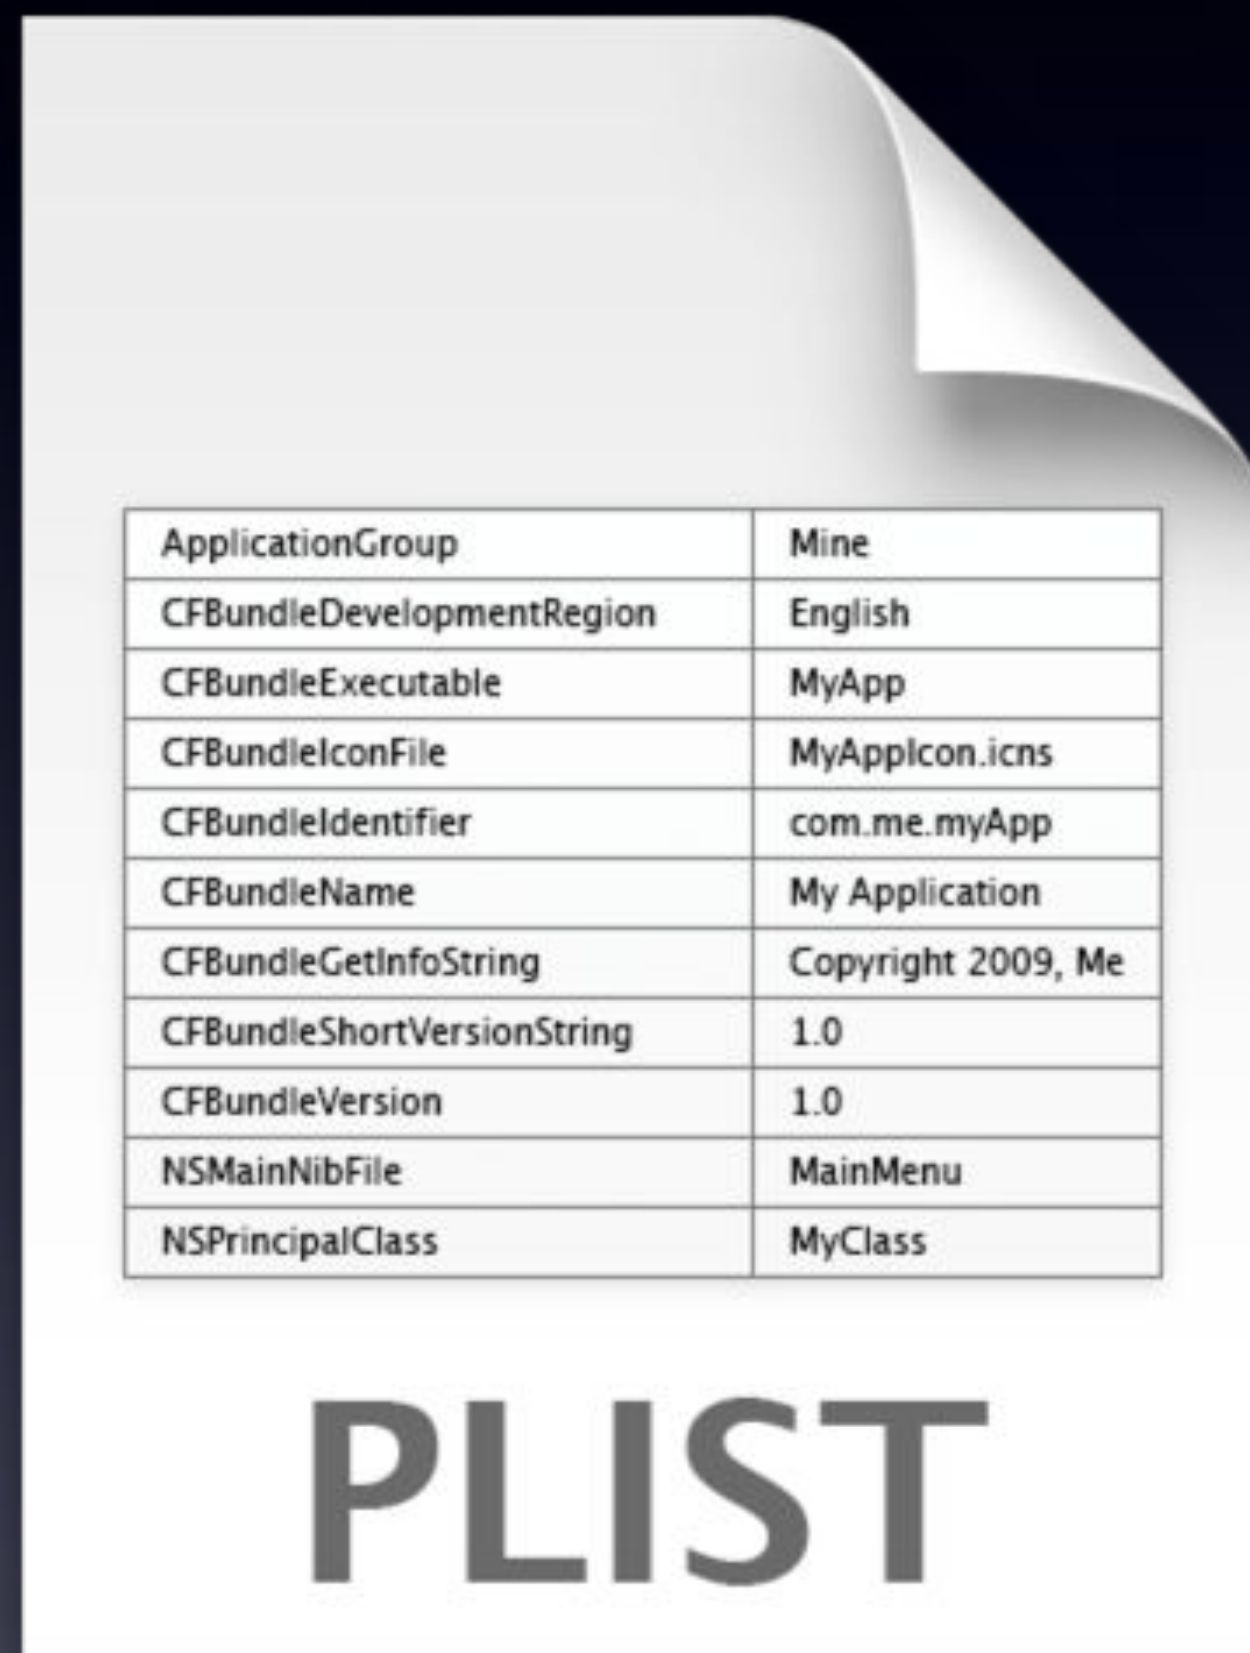 ApplicationGroup Mine
CFBundleDevelopmentRegion English
CFBundleExecutable MyApp
CFBundleIconFile MyAppIcon.icns
CFBundleIdentifier com.me.myApp
CFBundleName My Application
CFBundleGetInfoString Copyright 2009, Me
CFBundleShortVersionString 1.0
CFBundleVersion 1.0
NSMainNibFile MainMenu
NSPrincipalClass MyClass
PLIST